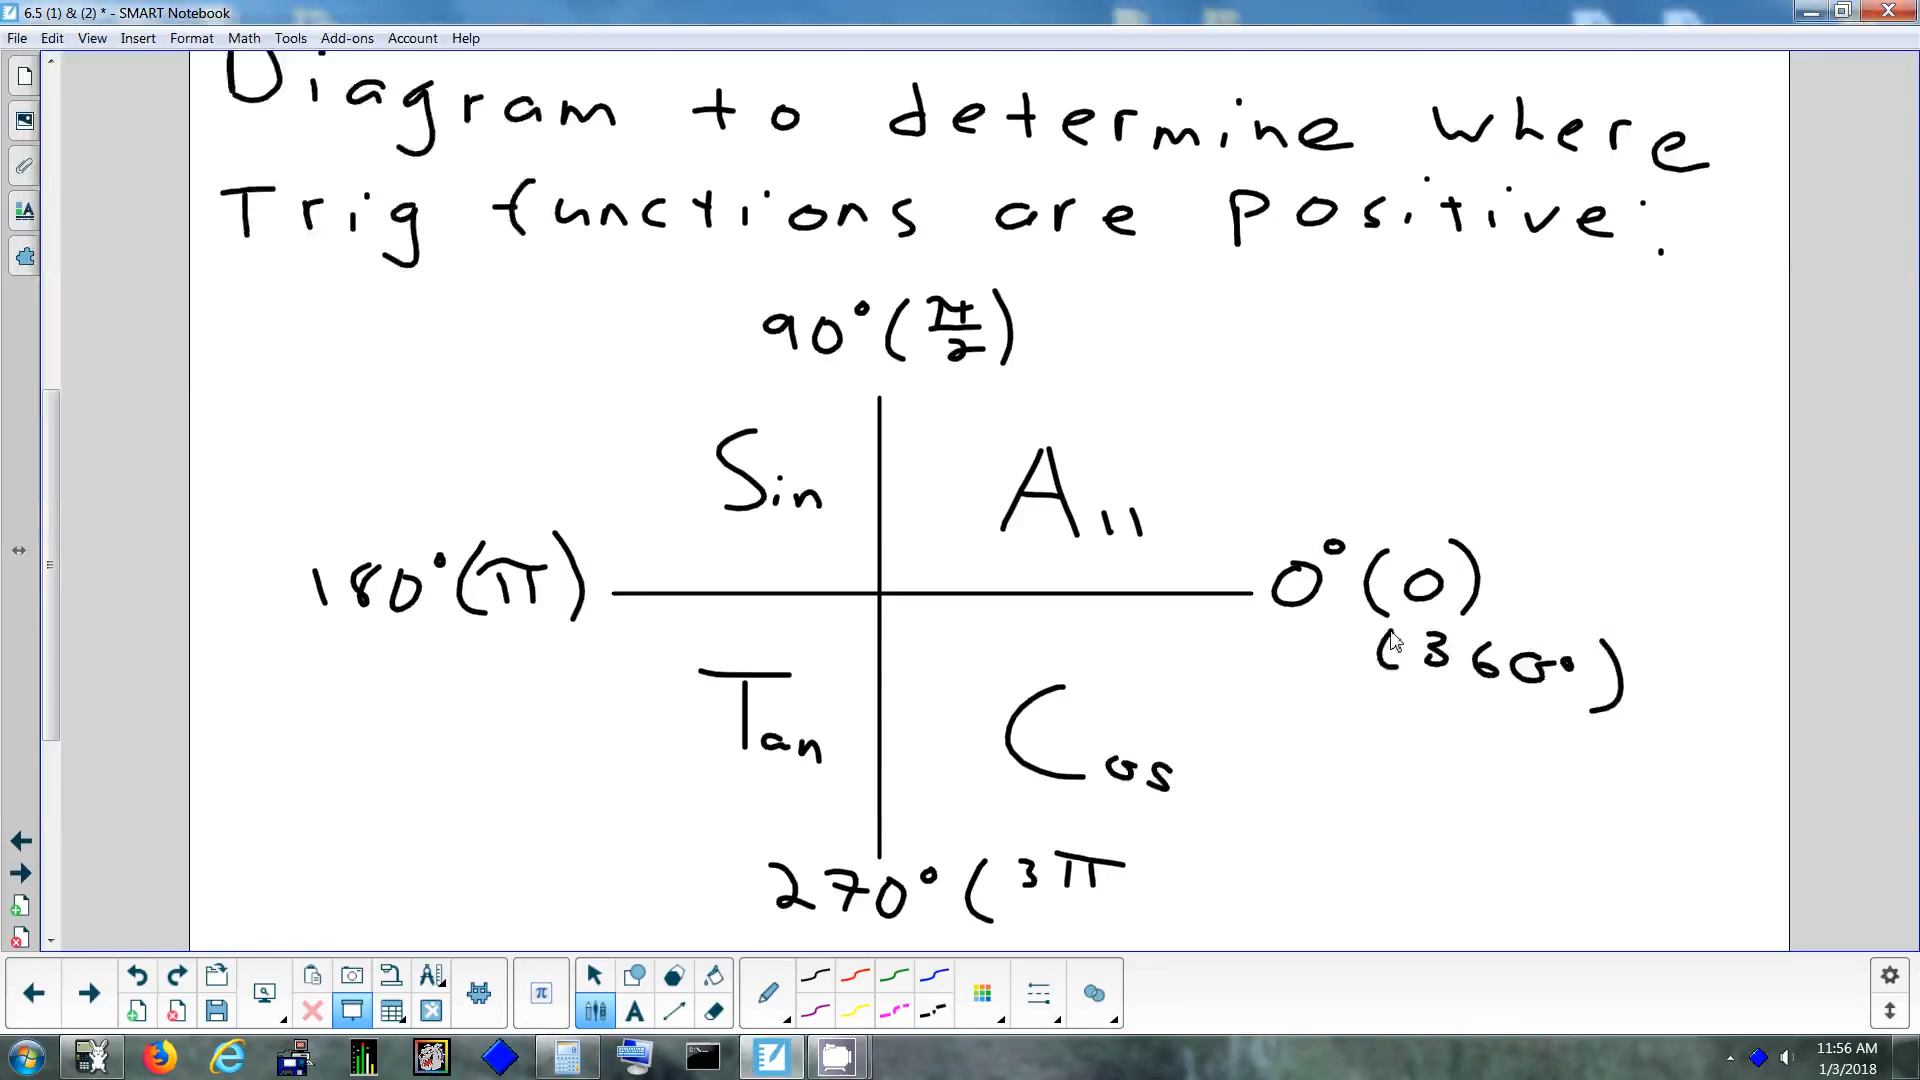 6.5 (1) & (2) * - SMART Notebook
File Edit View Insert Format Math Tools Add-ons Account Help
Diagram to determine where
Trig functions are positive:
90° (π/2)
Sin All
180° (π) 0° (0)
(360°)
Tan Cos
270° (3π
11:56 AM
1/3/2018